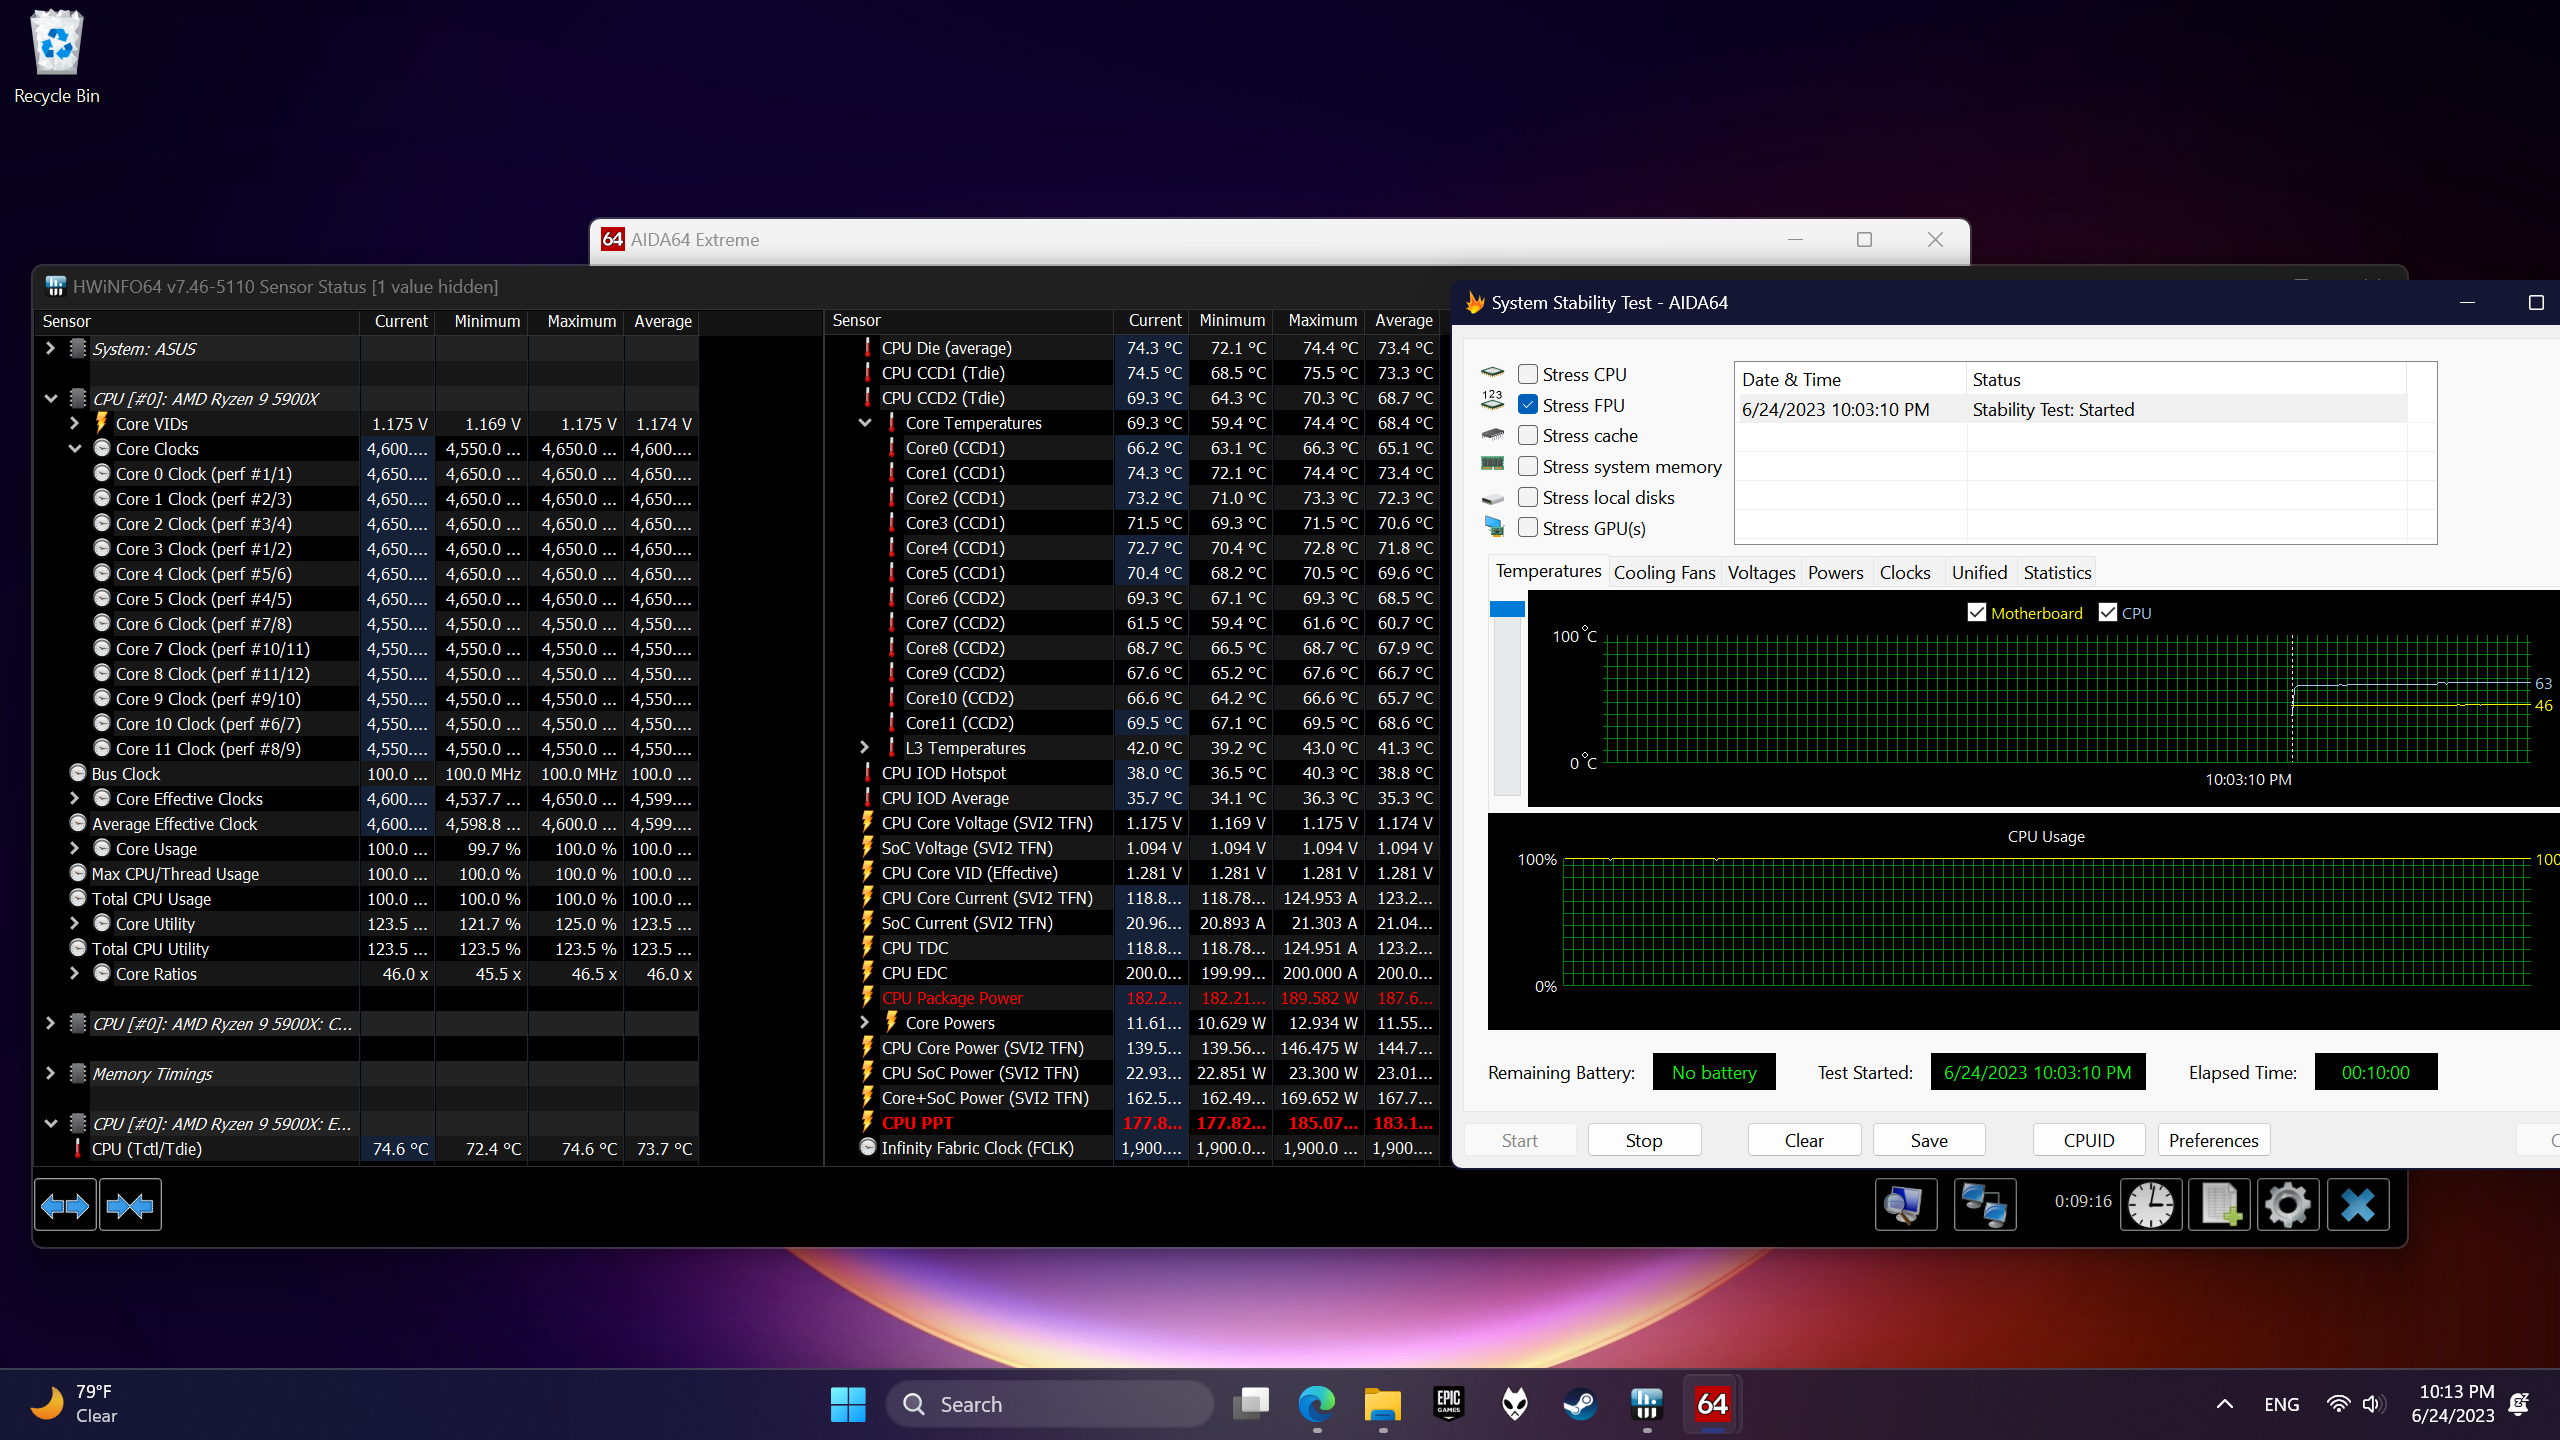 Recycle Bin
64 AIDA64 Extreme
HWiNFO64 v7.46-5110 Sensor Status [1 value hidden]
Sensor Current Minimum Maximum Average
System: ASUS
CPU [#0]: AMD Ryzen 9 5900X
Core VIDs 1.175 V 1.169 V 1.175 V 1.174 V
Core Clocks 4,600.... 4,550.0 ... 4,650.0 ... 4,600....
Core 0 Clock (perf #1/1) 4,650.... 4,650.0 ... 4,650.0 ... 4,650....
Core 1 Clock (perf #2/3) 4,650.... 4,650.0 ... 4,650.0 ... 4,650....
Core 2 Clock (perf #3/4) 4,650.... 4,650.0 ... 4,650.0 ... 4,650....
Core 3 Clock (perf #1/2) 4,650.... 4,650.0 ... 4,650.0 ... 4,650....
Core 4 Clock (perf #5/6) 4,650.... 4,650.0 ... 4,650.0 ... 4,650....
Core 5 Clock (perf #4/5) 4,650.... 4,650.0 ... 4,650.0 ... 4,650....
Core 6 Clock (perf #7/8) 4,550.... 4,550.0 ... 4,550.0 ... 4,550....
Core 7 Clock (perf #10/11) 4,550.... 4,550.0 ... 4,550.0 ... 4,550....
Core 8 Clock (perf #11/12) 4,550.... 4,550.0 ... 4,550.0 ... 4,550....
Core 9 Clock (perf #9/10) 4,550.... 4,550.0 ... 4,550.0 ... 4,550....
Core 10 Clock (perf #6/7) 4,550.... 4,550.0 ... 4,550.0 ... 4,550....
Core 11 Clock (perf #8/9) 4,550.... 4,550.0 ... 4,550.0 ... 4,550....
Bus Clock 100.0 ... 100.0 MHz 100.0 MHz 100.0 ...
Core Effective Clocks 4,600.... 4,537.7 ... 4,650.0 ... 4,599....
Average Effective Clock 4,600.... 4,598.8 ... 4,600.0 ... 4,599....
Core Usage 100.0 ... 99.7 % 100.0 % 100.0 ...
Max CPU/Thread Usage 100.0 ... 100.0 % 100.0 % 100.0 ...
Total CPU Usage 100.0 ... 100.0 % 100.0 % 100.0 ...
Core Utility 123.5 ... 121.7 % 125.0 % 123.5 ...
Total CPU Utility 123.5 ... 123.5 % 123.5 % 123.5 ...
Core Ratios 46.0 x 45.5 x 46.5 x 46.0 x
CPU [#0]: AMD Ryzen 9 5900X: C...
Memory Timings
CPU [#0]: AMD Ryzen 9 5900X: E...
CPU (Tctl/Tdie) 74.6 °C 72.4 °C 74.6 °C 73.7 °C
Sensor Current Minimum Maximum Average
CPU Die (average) 74.3 °C 72.1 °C 74.4 °C 73.4 °C
CPU CCD1 (Tdie) 74.5 °C 68.5 °C 75.5 °C 73.3 °C
CPU CCD2 (Tdie) 69.3 °C 64.3 °C 70.3 °C 68.7 °C
Core Temperatures 69.3 °C 59.4 °C 74.4 °C 68.4 °C
Core0 (CCD1) 66.2 °C 63.1 °C 66.3 °C 65.1 °C
Core1 (CCD1) 74.3 °C 72.1 °C 74.4 °C 73.4 °C
Core2 (CCD1) 73.2 °C 71.0 °C 73.3 °C 72.3 °C
Core3 (CCD1) 71.5 °C 69.3 °C 71.5 °C 70.6 °C
Core4 (CCD1) 72.7 °C 70.4 °C 72.8 °C 71.8 °C
Core5 (CCD1) 70.4 °C 68.2 °C 70.5 °C 69.6 °C
Core6 (CCD2) 69.3 °C 67.1 °C 69.3 °C 68.5 °C
Core7 (CCD2) 61.5 °C 59.4 °C 61.6 °C 60.7 °C
Core8 (CCD2) 68.7 °C 66.5 °C 68.7 °C 67.9 °C
Core9 (CCD2) 67.6 °C 65.2 °C 67.6 °C 66.7 °C
Core10 (CCD2) 66.6 °C 64.2 °C 66.6 °C 65.7 °C
Core11 (CCD2) 69.5 °C 67.1 °C 69.5 °C 68.6 °C
L3 Temperatures 42.0 °C 39.2 °C 43.0 °C 41.3 °C
CPU IOD Hotspot 38.0 °C 36.5 °C 40.3 °C 38.8 °C
CPU IOD Average 35.7 °C 34.1 °C 36.3 °C 35.3 °C
CPU Core Voltage (SVI2 TFN) 1.175 V 1.169 V 1.175 V 1.174 V
SoC Voltage (SVI2 TFN) 1.094 V 1.094 V 1.094 V 1.094 V
CPU Core VID (Effective) 1.281 V 1.281 V 1.281 V 1.281 V
CPU Core Current (SVI2 TFN) 118.8... 118.78... 124.953 A 123.2...
SoC Current (SVI2 TFN) 20.96... 20.893 A 21.303 A 21.04...
CPU TDC 118.8... 118.78... 124.951 A 123.2...
CPU EDC 200.0... 199.99... 200.000 A 200.0...
CPU Package Power 182.2... 182.21... 189.582 W 187.6...
Core Powers 11.61... 10.629 W 12.934 W 11.55...
CPU Core Power (SVI2 TFN) 139.5... 139.56... 146.475 W 144.7...
CPU SoC Power (SVI2 TFN) 22.93... 22.851 W 23.300 W 23.01...
Core+SoC Power (SVI2 TFN) 162.5... 162.49... 169.652 W 167.7...
CPU PPT 177.8... 177.82... 185.07... 183.1...
Infinity Fabric Clock (FCLK) 1,900.... 1,900.0... 1,900.0 ... 1,900....
0:09:16
System Stability Test - AIDA64
Stress CPU
123 Stress FPU
Stress cache
Stress system memory
Stress local disks
Stress GPU(s)
Date & Time Status
6/24/2023 10:03:10 PM Stability Test: Started
Temperatures Cooling Fans Voltages Powers Clocks Unified Statistics
Motherboard CPU
100 °C
63
46
0 °C
10:03:10 PM
CPU Usage
100% 100
0%
Remaining Battery: No battery Test Started: 6/24/2023 10:03:10 PM Elapsed Time: 00:10:00
Start Stop Clear Save CPUID Preferences
79°F
Clear
Search
EPIC
GAMES
64
ENG
10:13 PM
6/24/2023